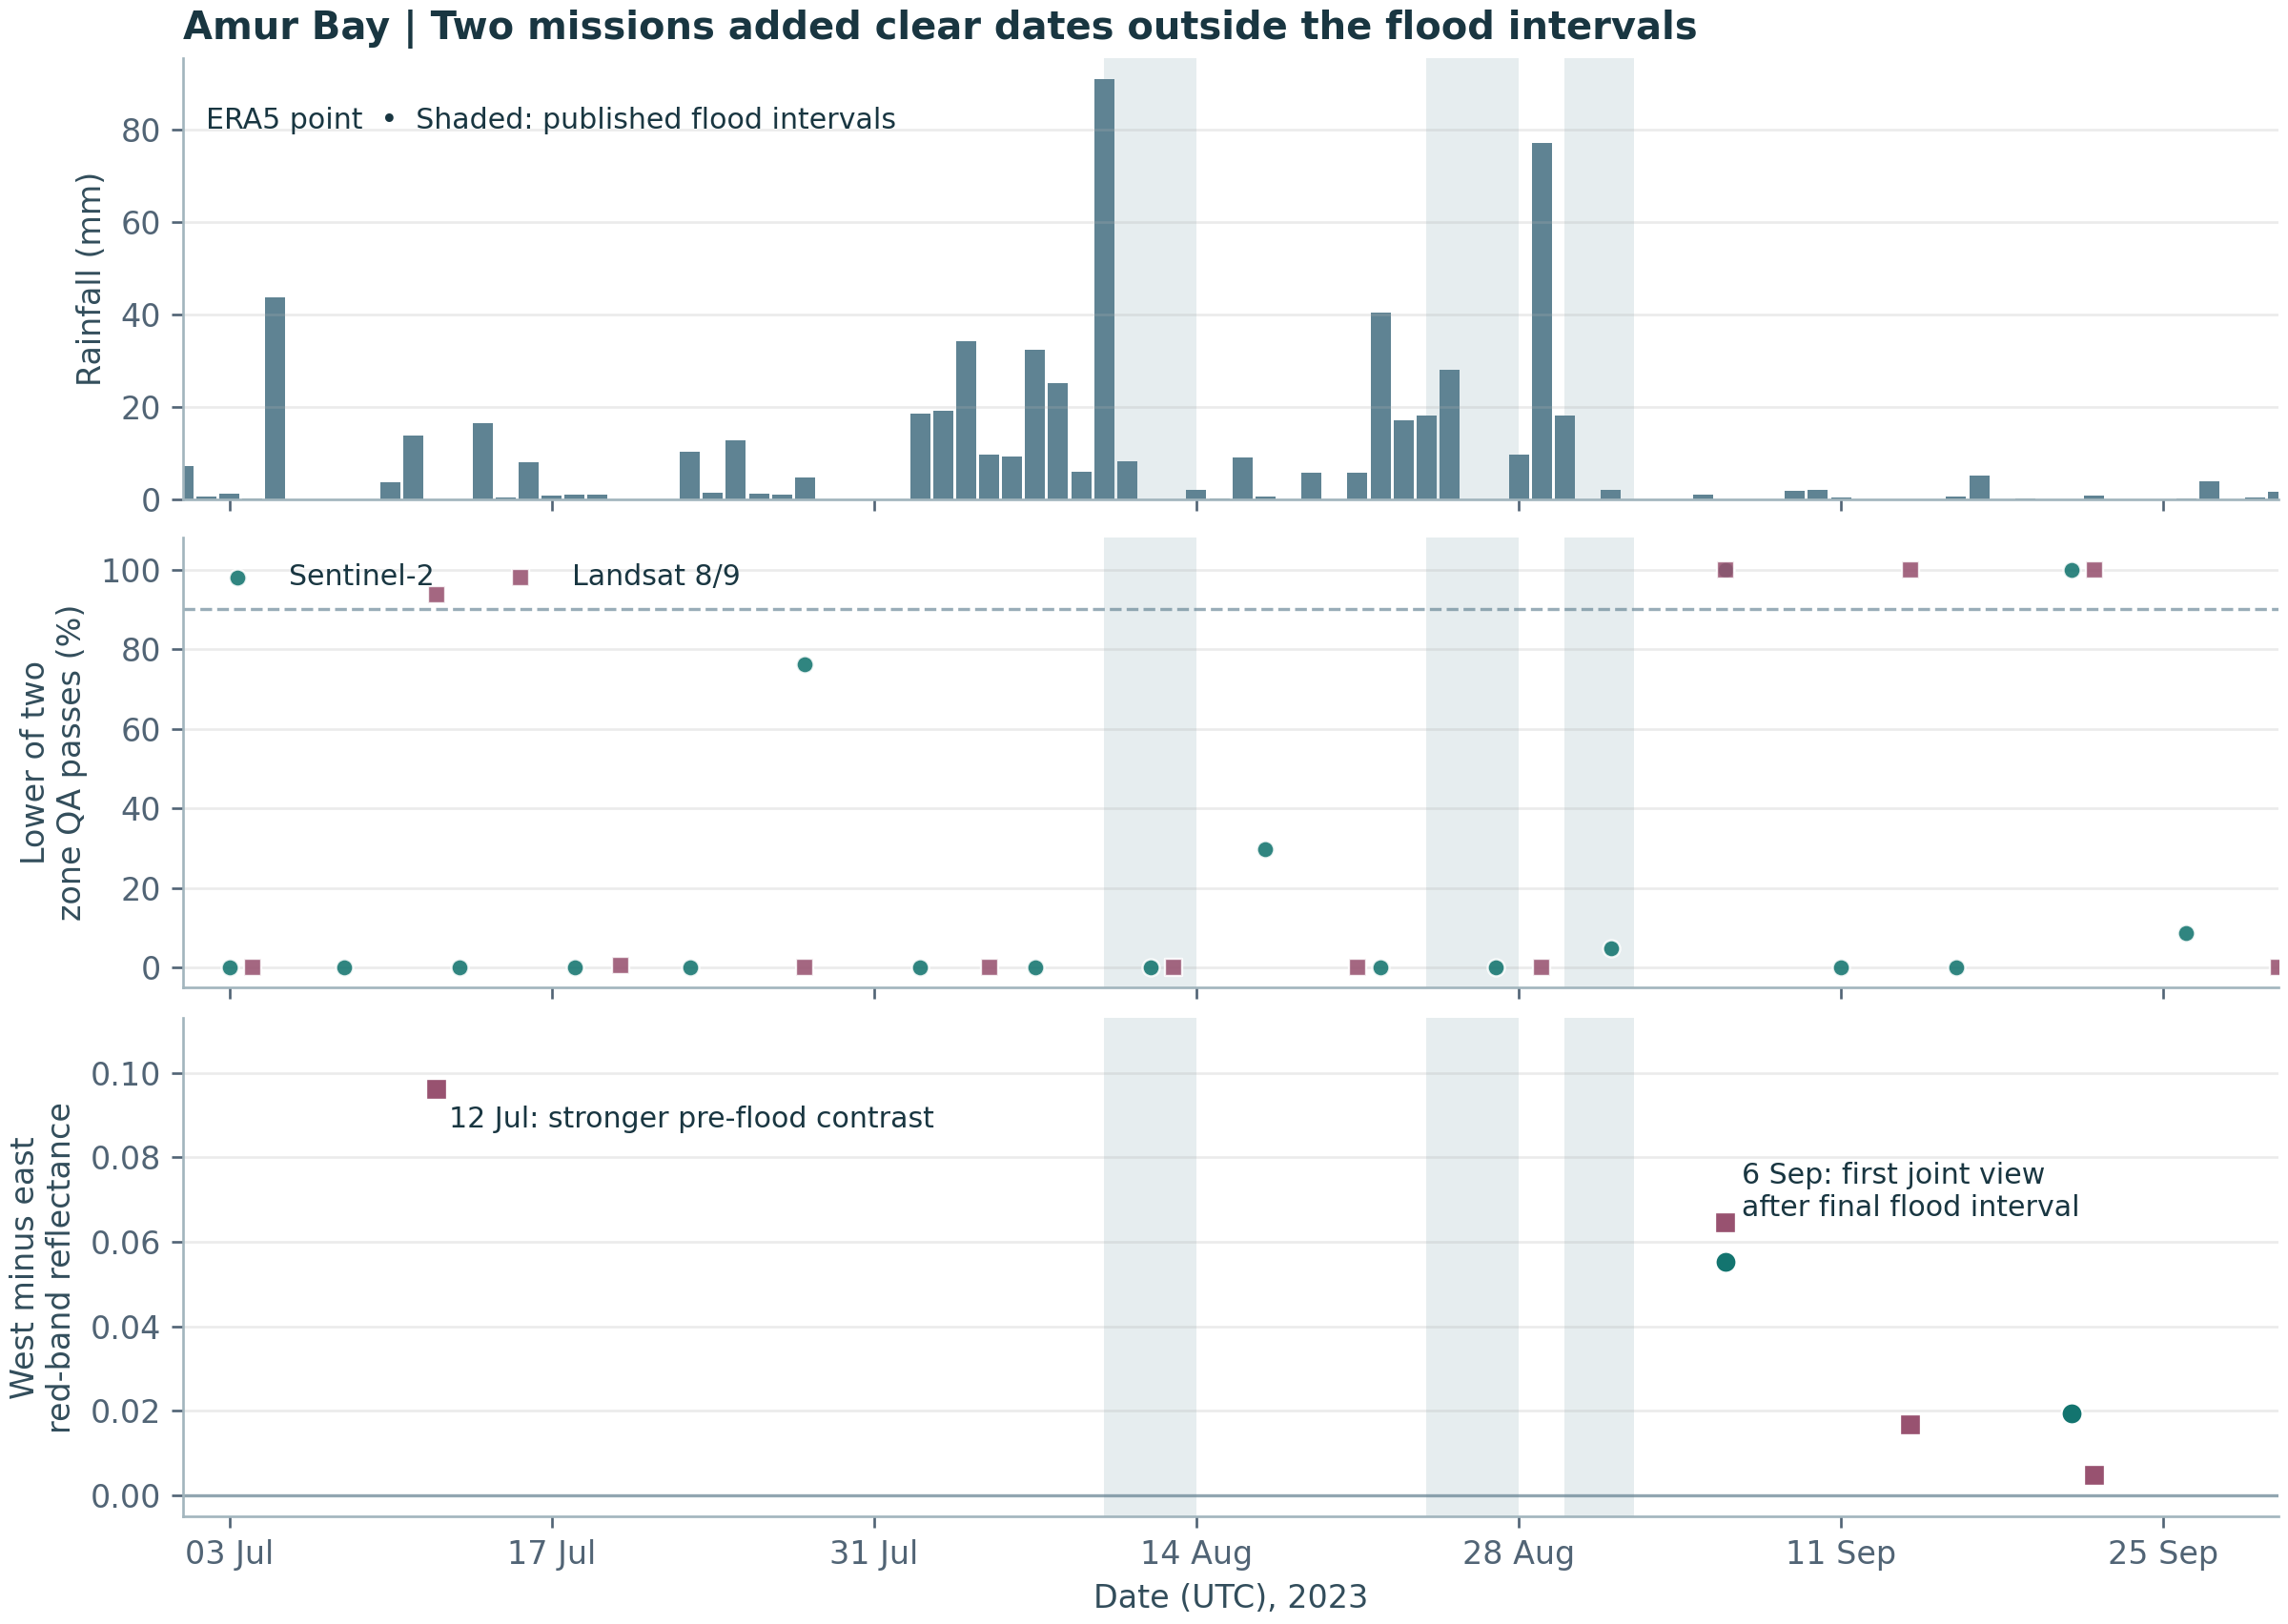 Amur Bay | Two missions added clear dates outside the flood intervals
ERA5 point • Shaded: published flood intervals
Rainfall (mm)
80
60
40
20
0
Sentinel-2
Landsat 8/9
Lower of two
zone QA passes (%)
100
80
60
40
20
0
12 Jul: stronger pre-flood contrast
6 Sep: first joint view
after final flood interval
West minus east
red-band reflectance
0.10
0.08
0.06
0.04
0.02
0.00
03 Jul
17 Jul
31 Jul
14 Aug
28 Aug
11 Sep
25 Sep
Date (UTC), 2023